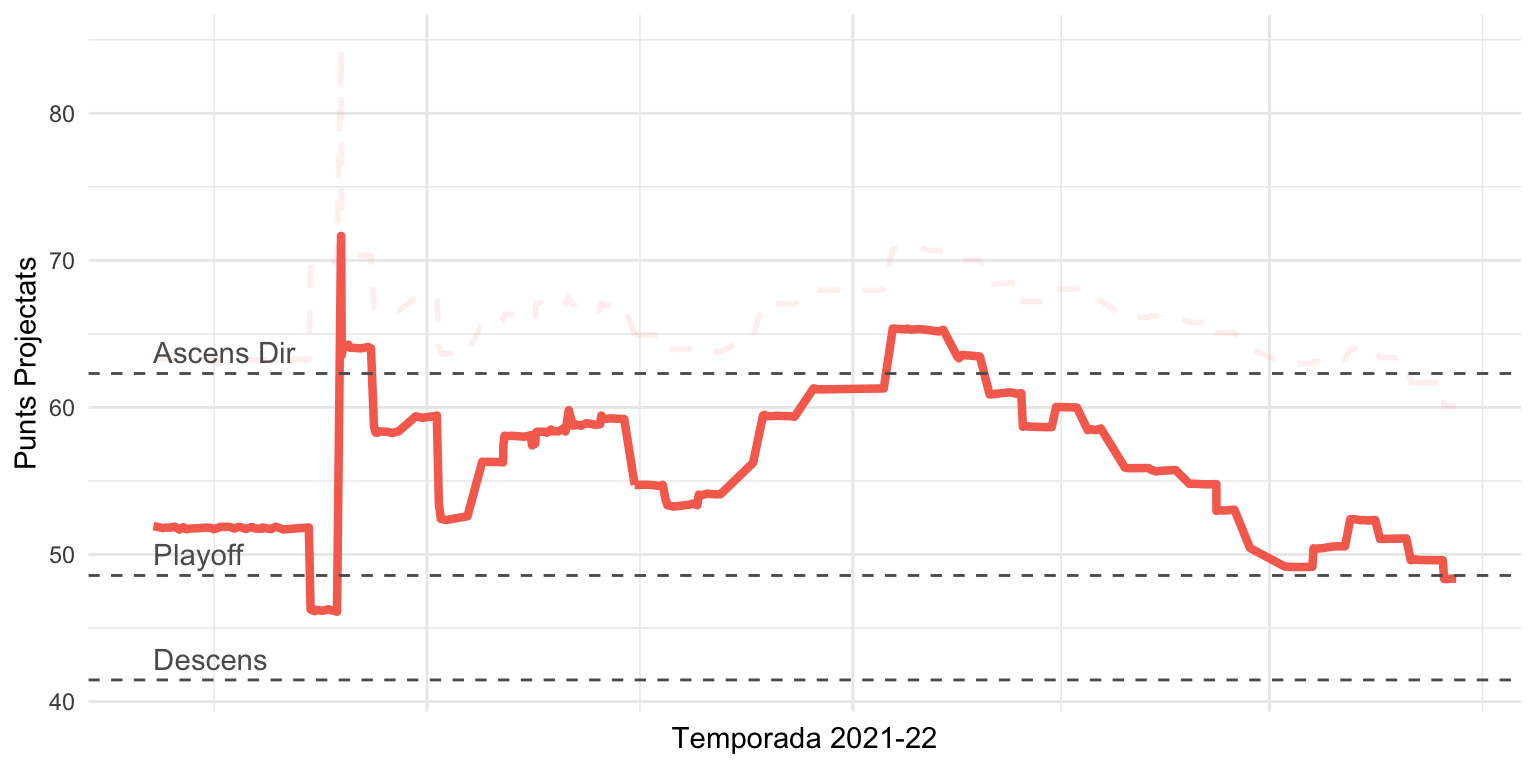 80
70
60
50
40
Punts Projectats
Ascens Dir
Playoff
Descens
Temporada 2021-22